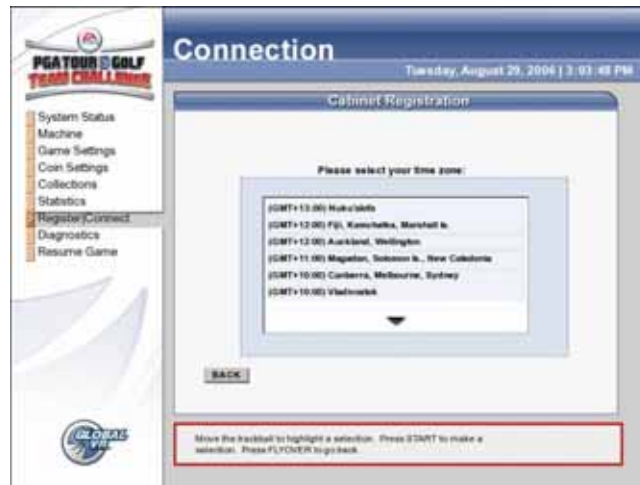 EA
PGA TOUR GOLF
TEAM CHALLENGE
Connection
Tuesday, August 29, 2006 | 3:03:48 PM
Cabinet Registration
System Status
Machine
Game Settings
Coin Settings
Collections
Statistics
Register/Connect
Diagnostics
Resume Game
Please select your time zone:
(GMT+13:00) Nuku'alofa
(GMT+12:00) Fiji, Kamchatka, Marshall Is.
(GMT+12:00) Auckland, Wellington
(GMT+11:00) Magadan, Solomon Is., New Caledonia
(GMT+10:00) Canberra, Melbourne, Sydney
(GMT+10:00) Vladivostok
BACK
GLOBAL
VR
Move the trackball to highlight a selection. Press START to make a
selection. Press FLYOVER to go back.